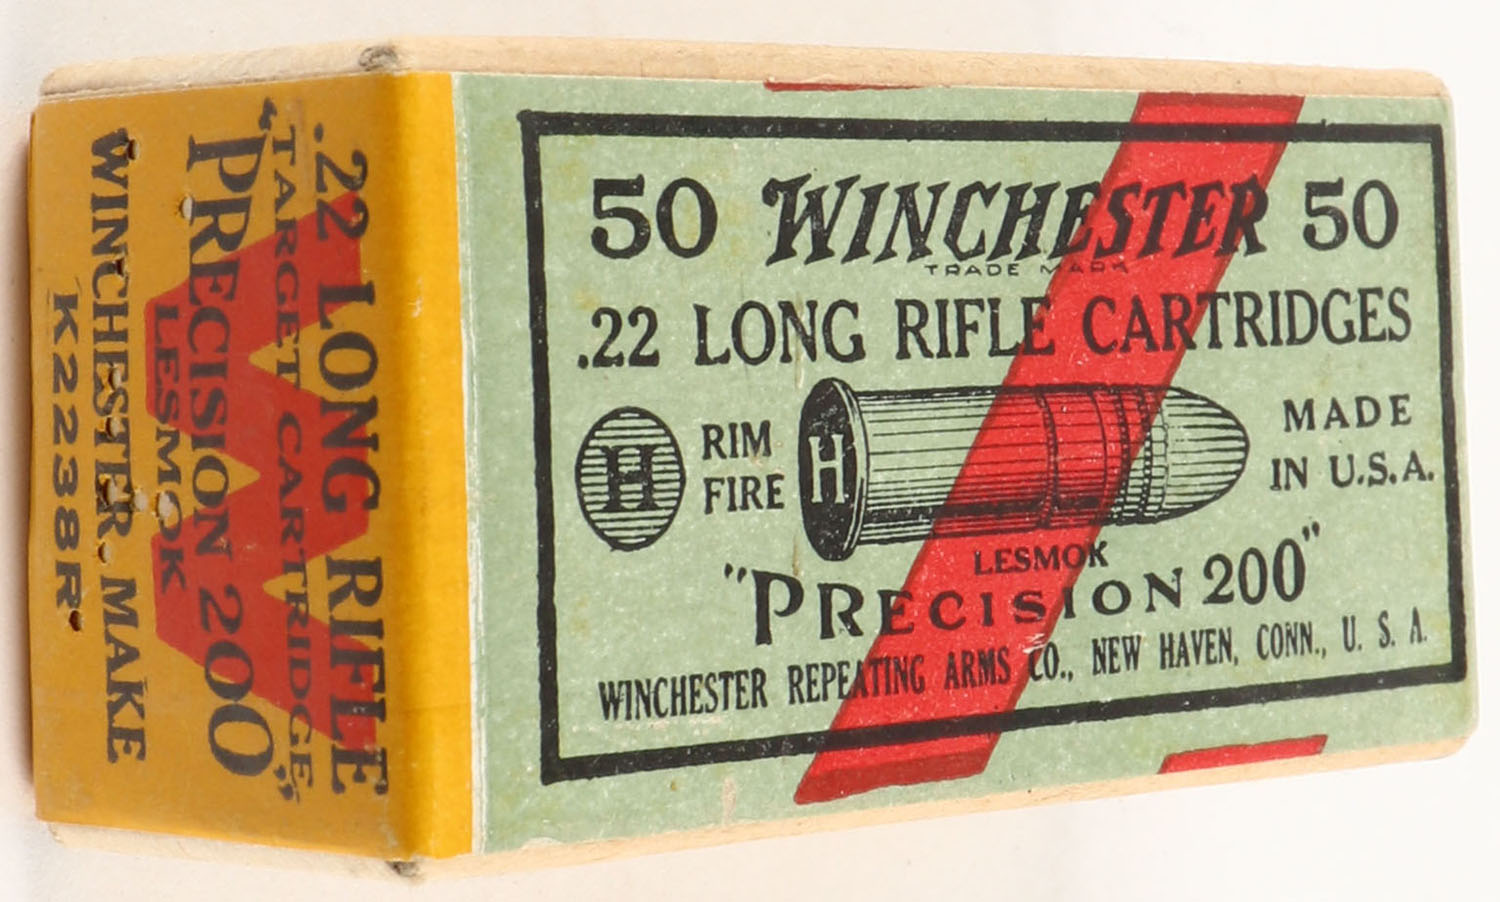 50 WINCHESTER 50
TRADE MARK
.22 LONG RIFLE CARTRIDGES
H
RIM
FIRE
H
MADE
IN U.S.A.
LESMOK
"PRECISION 200"
WINCHESTER REPEATING ARMS CO., NEW HAVEN, CONN., U. S. A.
.22 LONG RIFLE
TARGET CARTRIDGE
"PRECISION 200"
LESMOK
WINCHESTER MAKE
K2238R